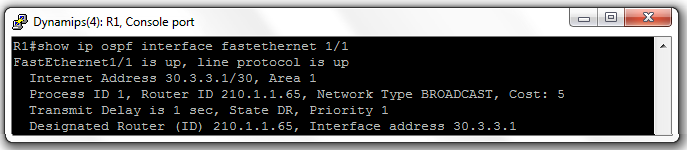 Dynamips(4): R1, Console port
R1#show ip ospf interface fastethernet 1/1
FastEthernet1/1 is up, line protocol is up
Internet Address 30.3.3.1/30, Area 1
Process ID 1, Router ID 210.1.1.65, Network Type BROADCAST, Cost: 5
Transmit Delay is 1 sec, State DR, Priority 1
Designated Router (ID) 210.1.1.65, Interface address 30.3.3.1